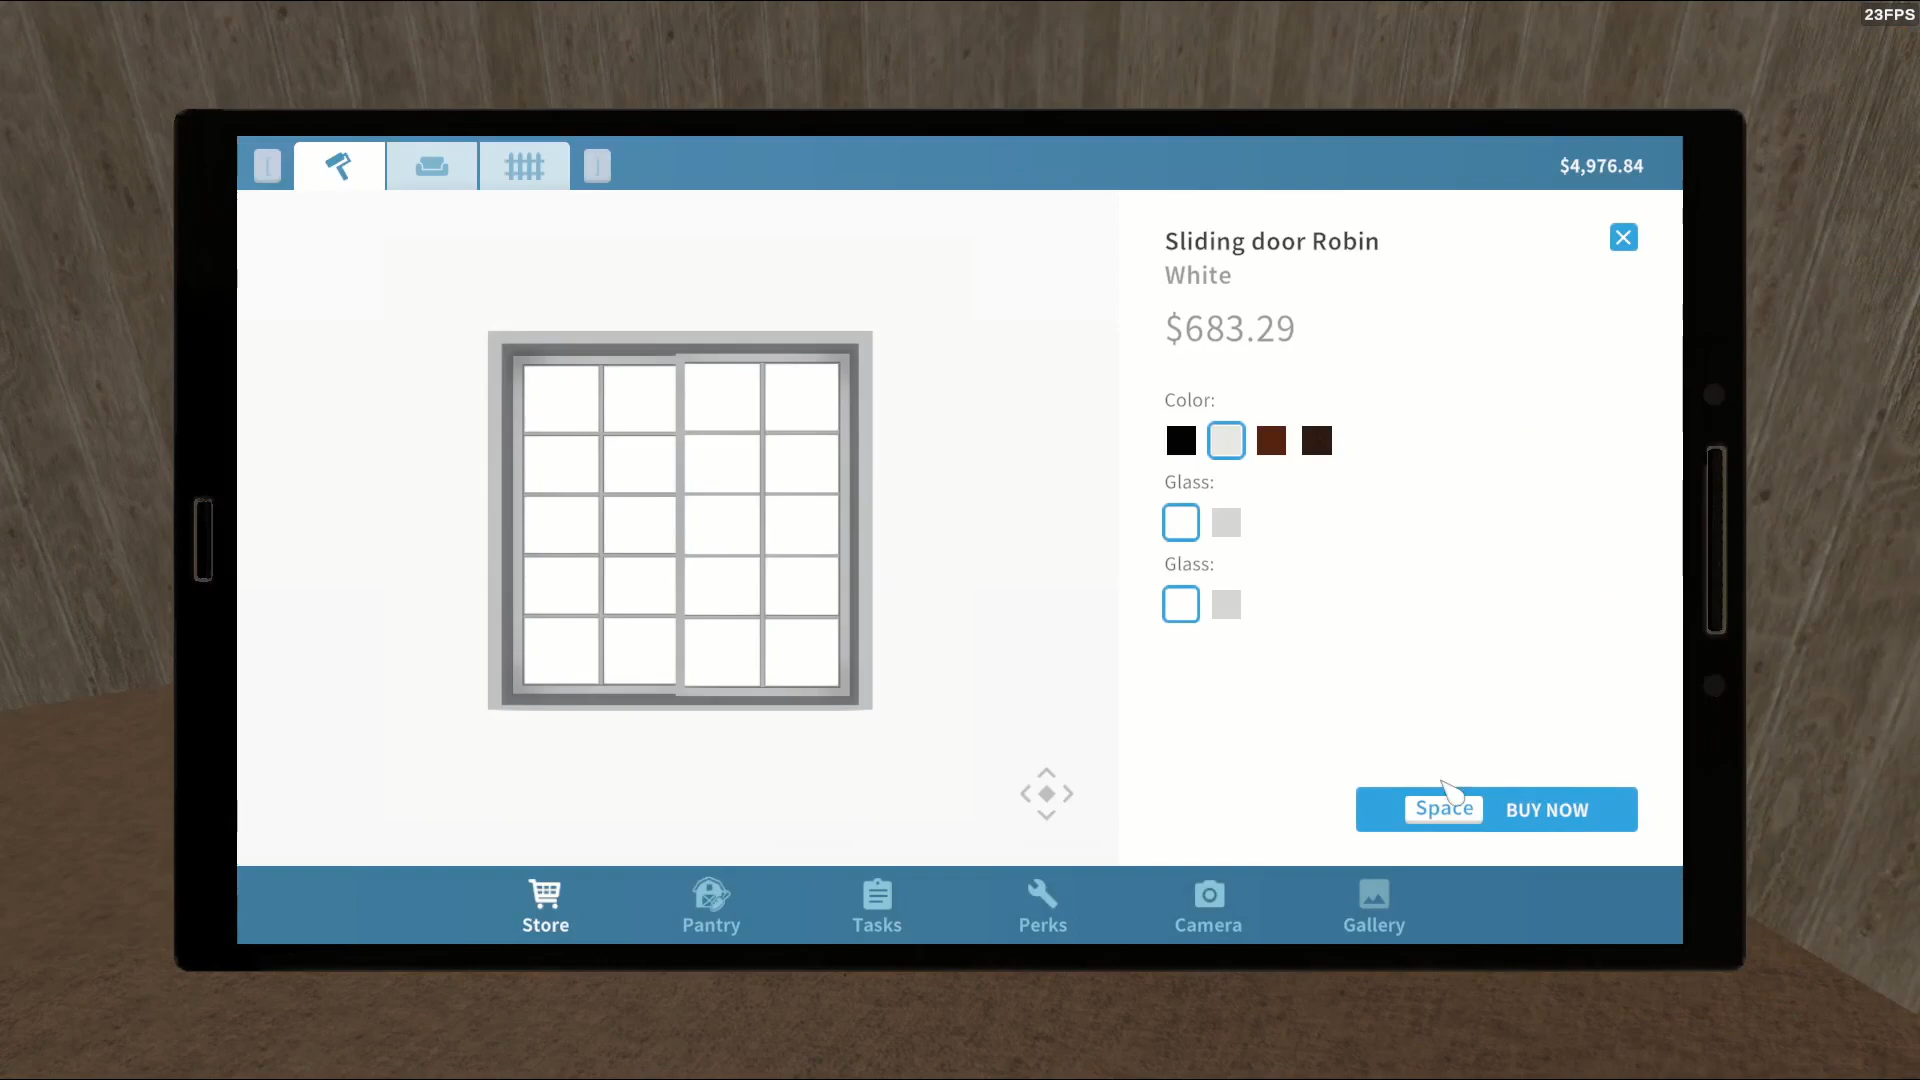 23FPS
$4,976.84
Sliding door Robin
White
$683.29
Color:
Glass:
Glass:
Space BUY NOW
Store Pantry Tasks Perks Camera Gallery